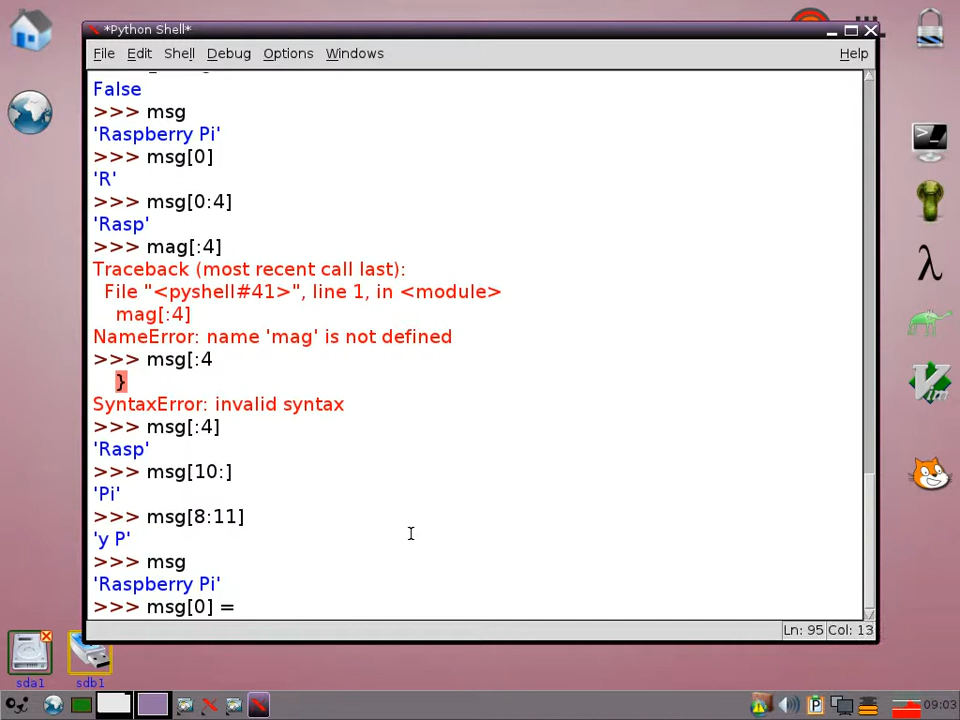 *Python Shell*
File Edit Shell Debug Options Windows Help
False
>>> msg
'Raspberry Pi'
>>> msg[0]
'R'
>>> msg[0:4]
'Rasp'
>>> mag[:4]
Traceback (most recent call last):
  File "<pyshell#41>", line 1, in <module>
    mag[:4]
NameError: name 'mag' is not defined
>>> msg[:4
    }
SyntaxError: invalid syntax
>>> msg[:4]
'Rasp'
>>> msg[10:]
'Pi'
>>> msg[8:11]
'y P'
>>> msg
'Raspberry Pi'
>>> msg[0] =
Ln: 95 Col: 13
sda1 sdb1
09:03